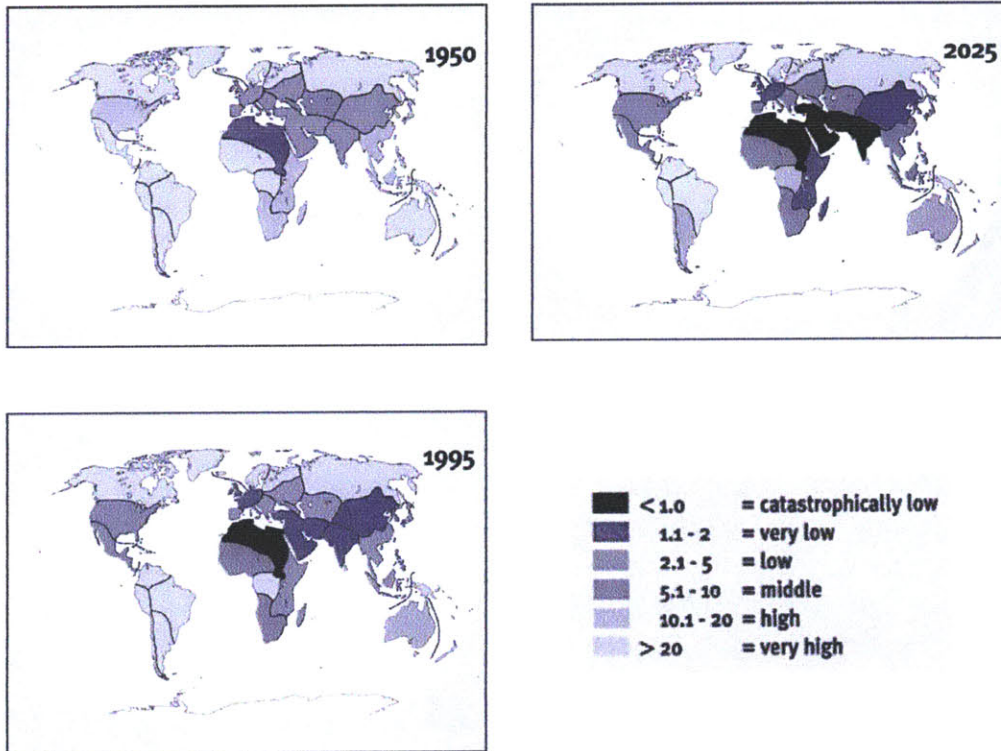 1950
2025
1995
< 1.0 = catastrophically low
1.1 - 2 = very low
2.1 - 5 = low
5.1 - 10 = middle
10.1 - 20 = high
> 20 = very high